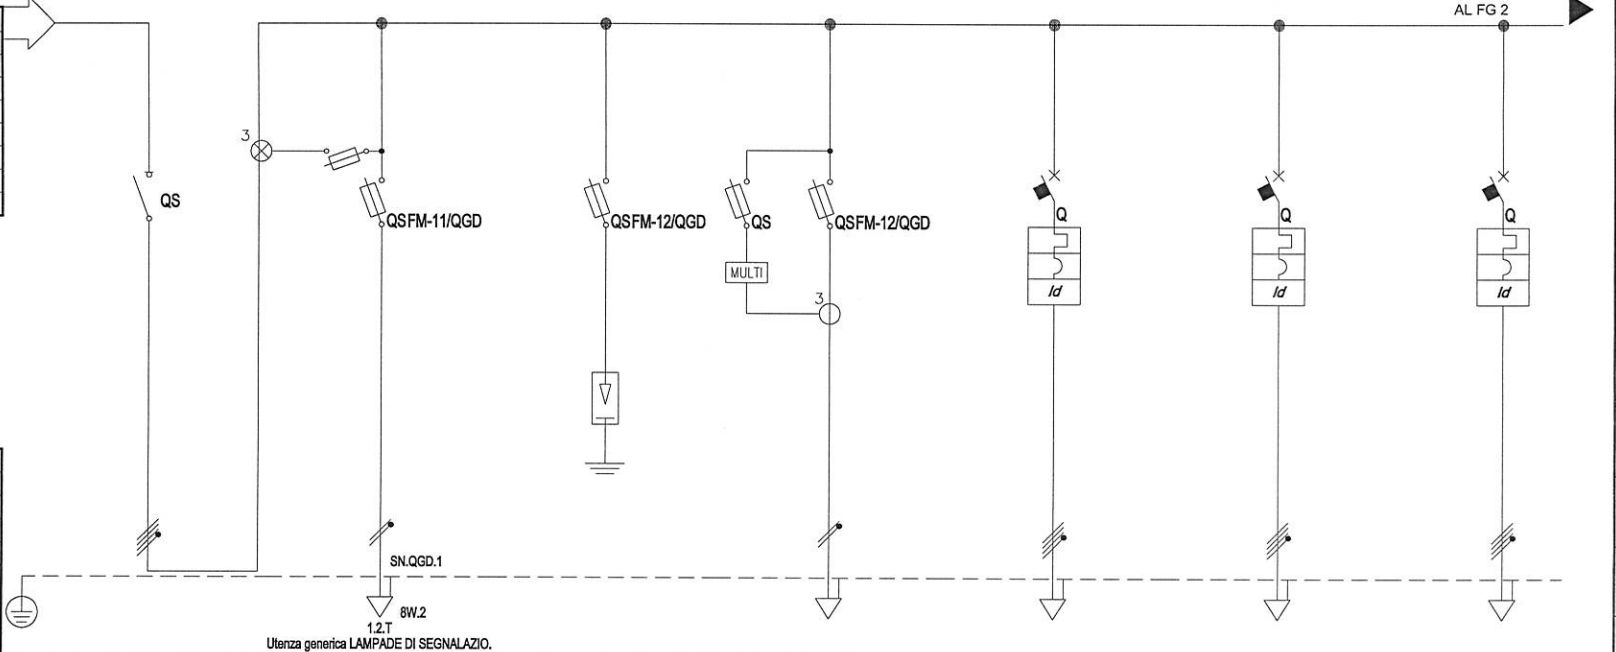 AL FG 2
3
QS
QSFM-11/QGD
QSFM-12/QGD
QS
QSFM-12/QGD
Q
Q
Q
MULTI
Id
Id
Id
3
SN.QGD.1
8W.2
1.2.T
Utenza generica LAMPADE DI SEGNALAZIO.